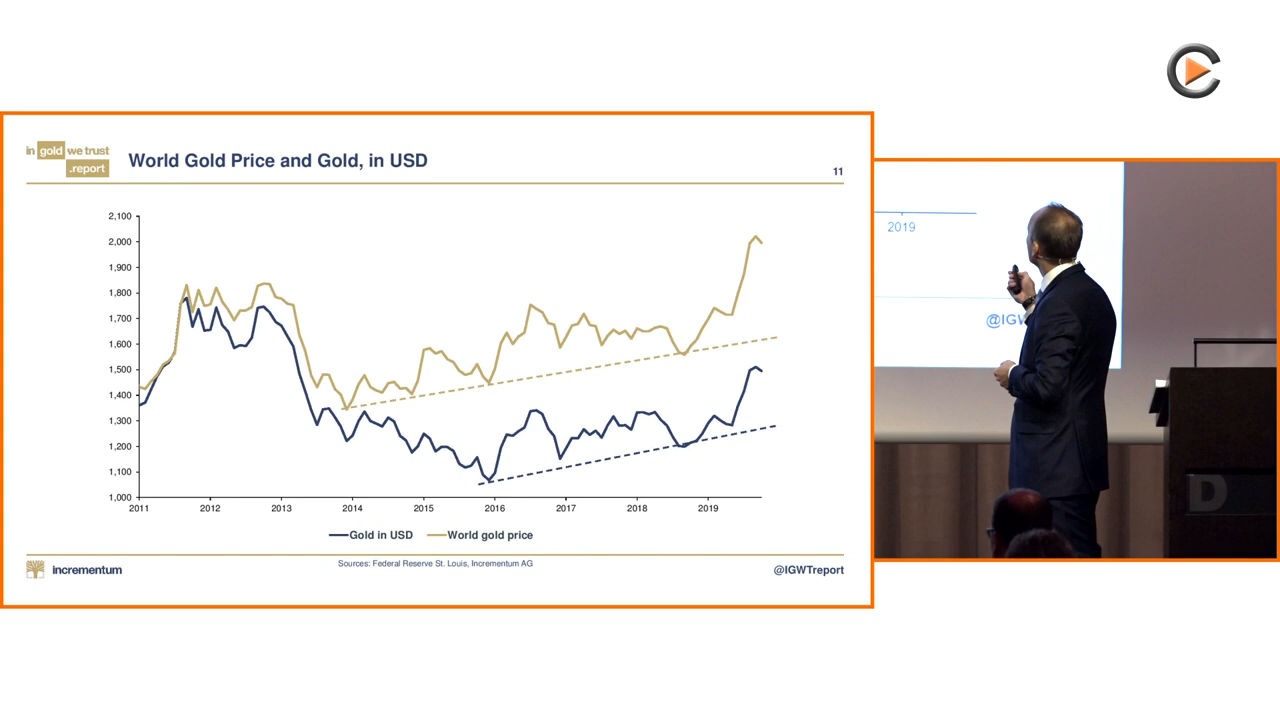 in gold we trust
.report
World Gold Price and Gold, in USD
11
2,100
2,000
1,900
1,800
1,700
1,600
1,500
1,400
1,300
1,200
1,100
1,000
2011 2012 2013 2014 2015 2016 2017 2018 2019
Gold in USD World gold price
Sources: Federal Reserve St. Louis, Incrementum AG
incrementum
@IGWTreport
2019
@IGW
D